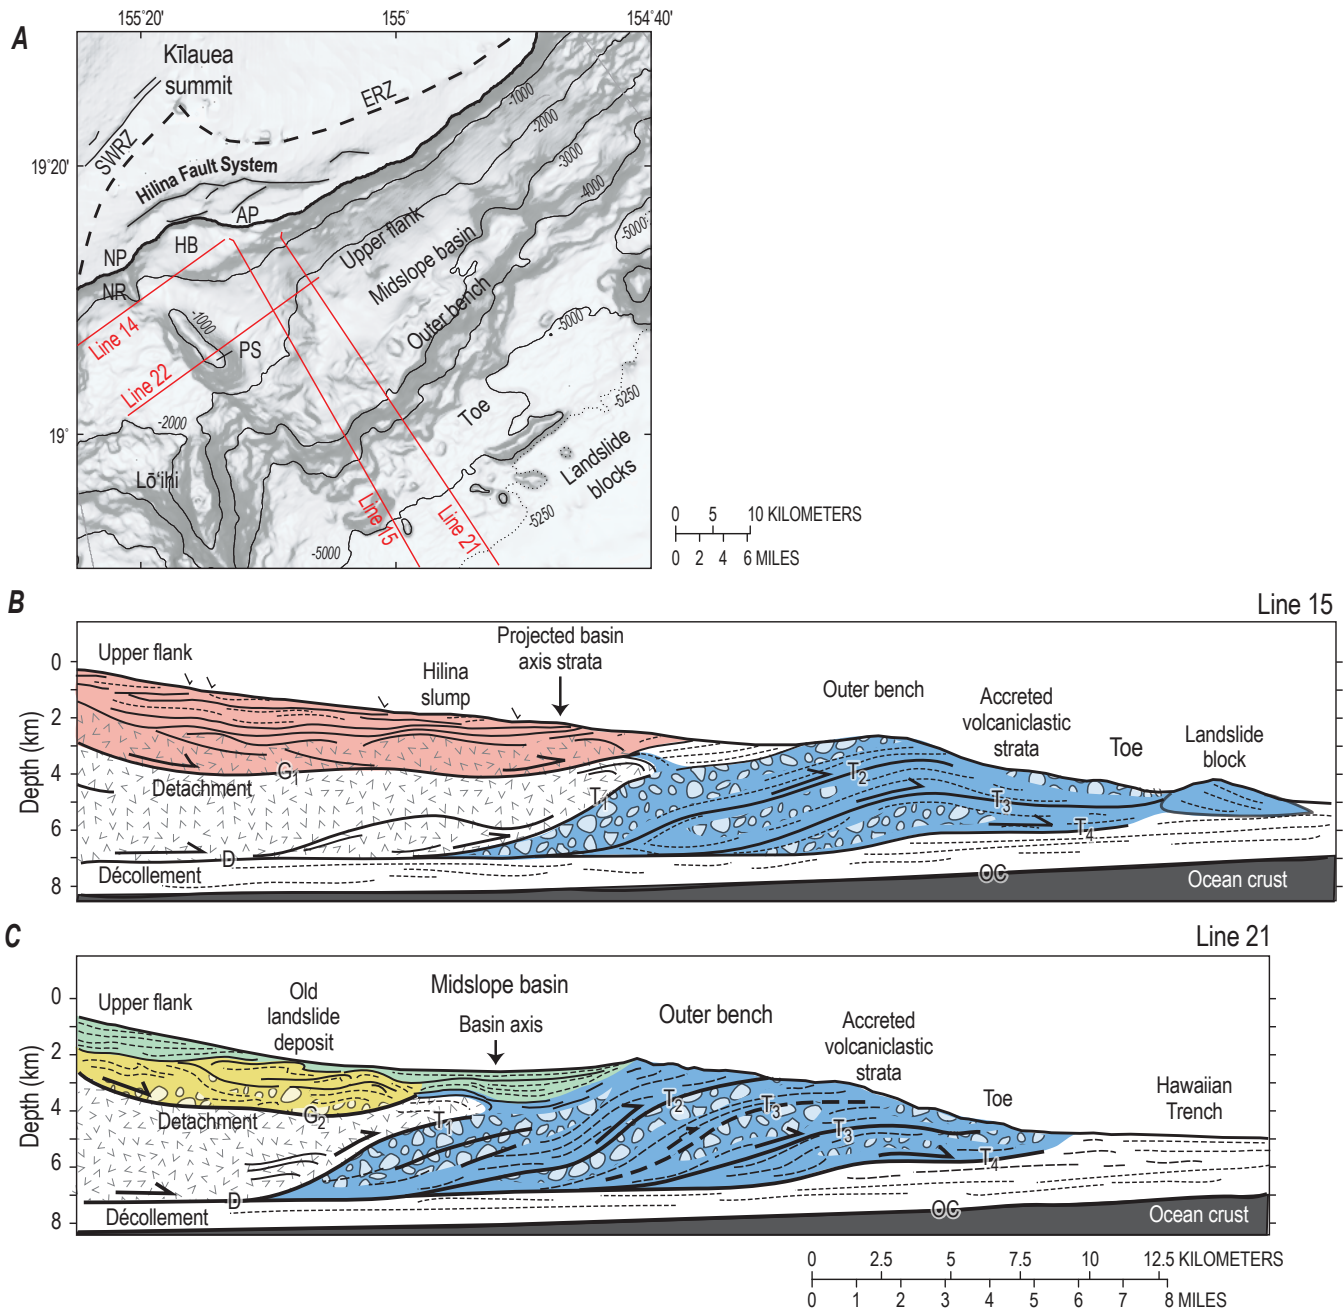 A
155˚20'
155˚
154˚40'
Kīlauea
summit
ERZ
SWRZ
19˚20'
Hilina Fault System
AP
HB
NP
NR
-1000
-2000
-3000
-4000
-5000
Upper flank
Midslope basin
Outer bench
-1000
PS
Line 14
Line 22
-5000
-5250
Toe
-2000
19˚
Landslide
blocks
Lō‘ihi
Line 15
Line 21
-5250
-5000
0 5 10 KILOMETERS
0 2 4 6 MILES
B
Line 15
Projected basin
axis strata
Upper flank
Hilina
slump
Outer bench
Accreted
volcaniclastic
strata
Toe
Landslide
block
Depth (km)
0
2
4
6
8
G1
Detachment
T1
T2
T3
T4
D
Décollement
OC
Ocean crust
C
Line 21
Midslope basin
Upper flank
Old
landslide
deposit
Basin axis
Outer bench
Accreted
volcaniclastic
strata
Toe
Hawaiian
Trench
Depth (km)
0
2
4
6
8
Detachment
G2
T1
T2
T3
T3
T4
D
Décollement
OC
Ocean crust
0 2.5 5 7.5 10 12.5 KILOMETERS
0 1 2 3 4 5 6 7 8 MILES